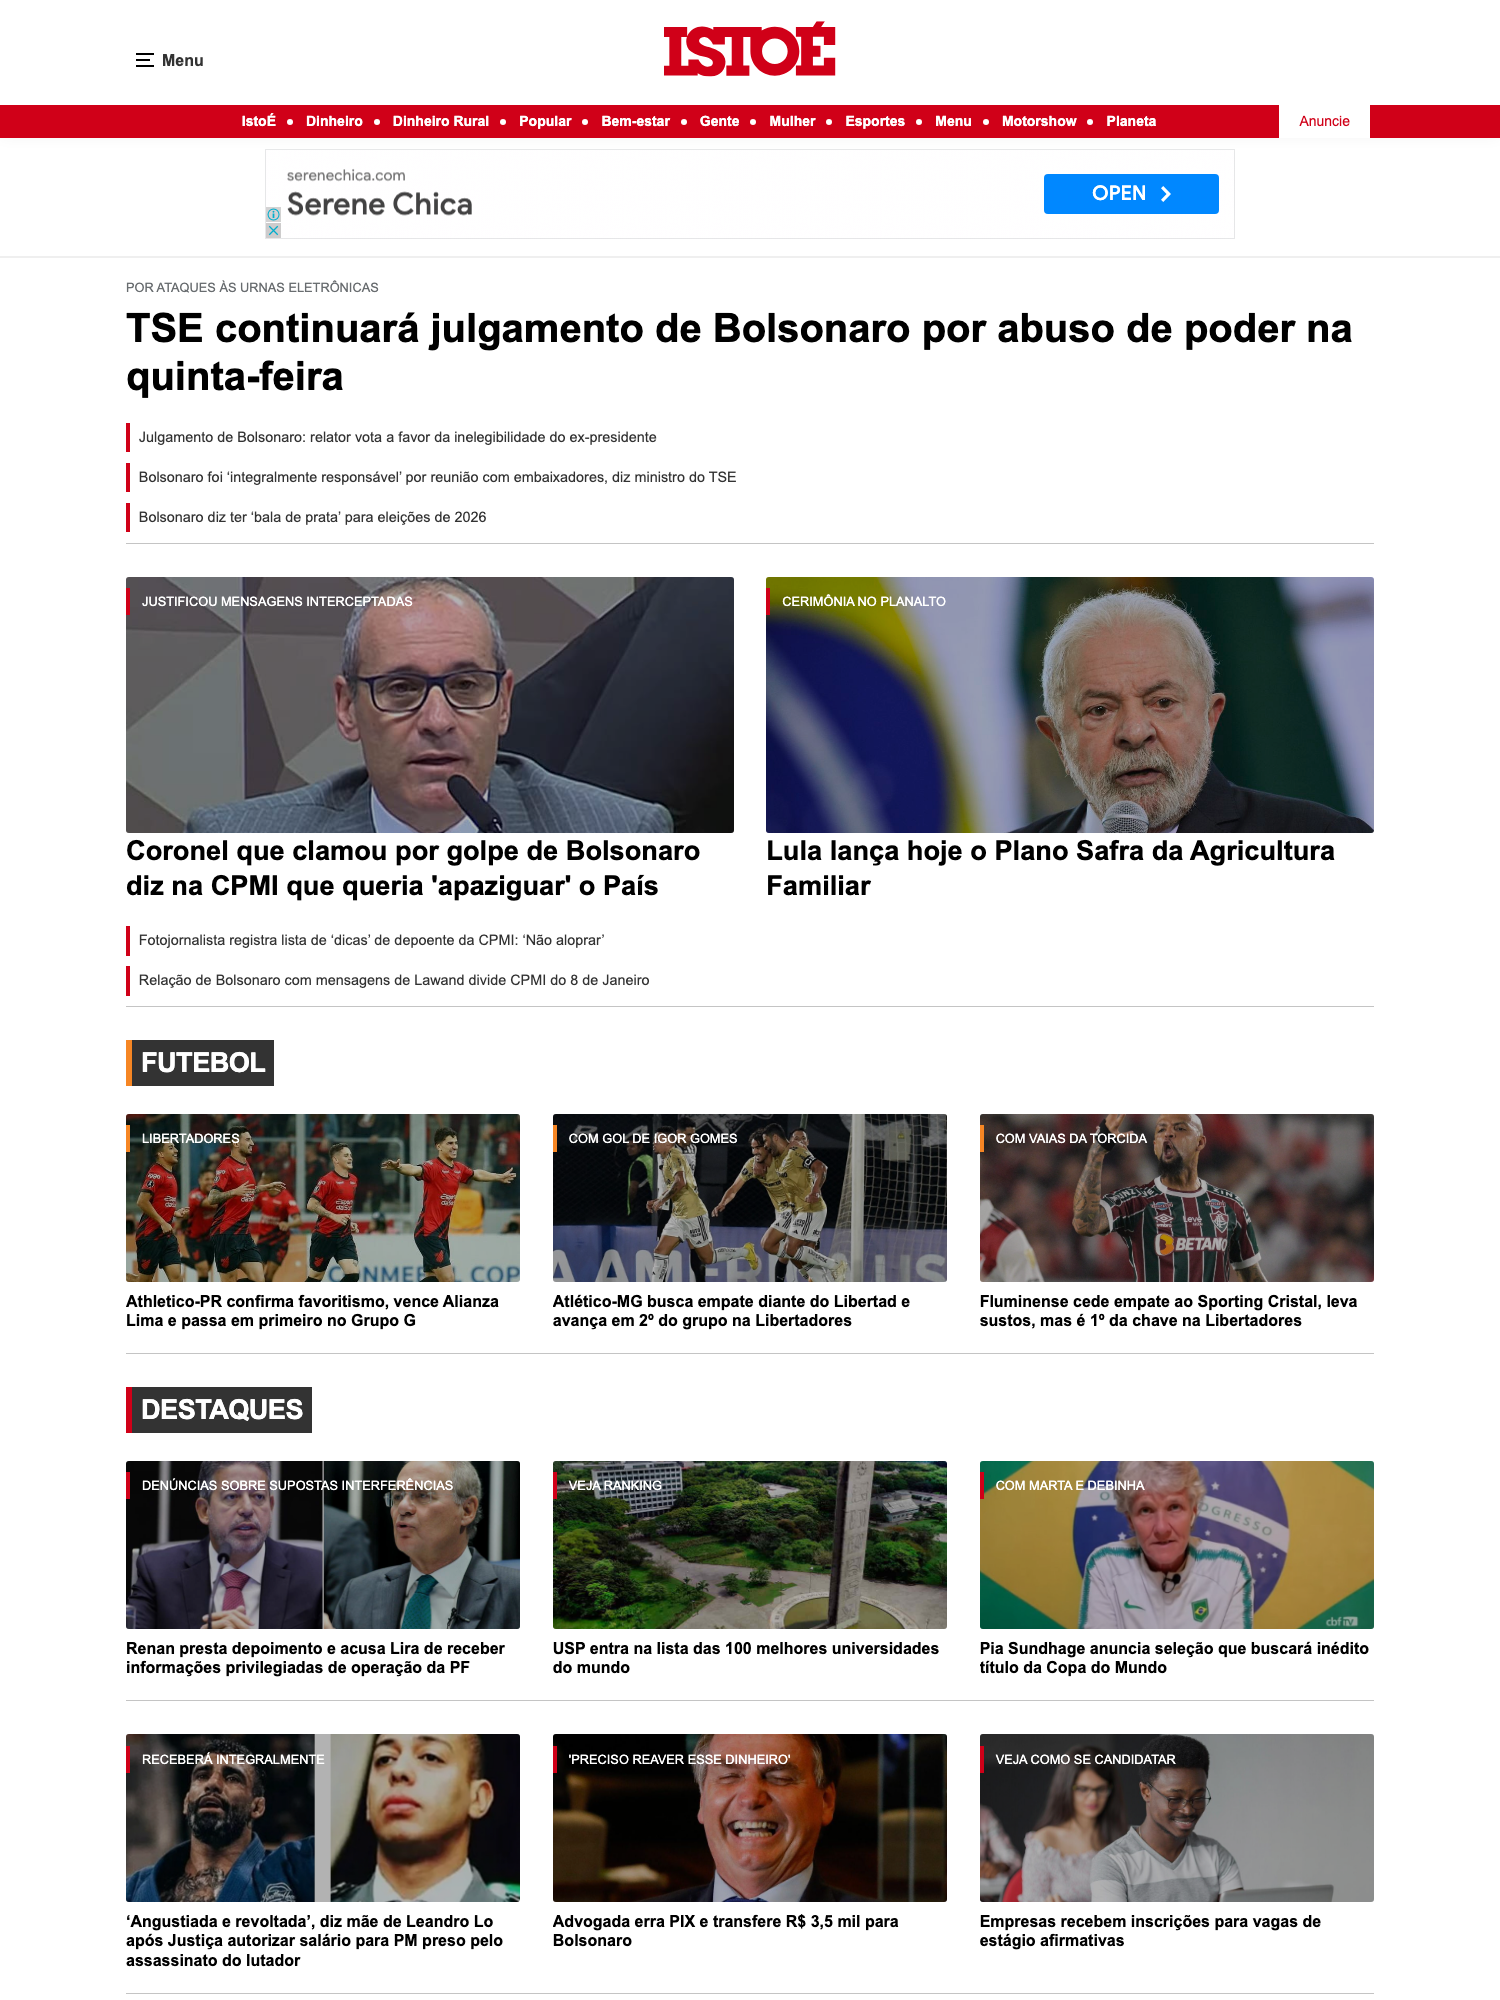 Menu
ISTOÉ
IstoÉ • Dinheiro • Dinheiro Rural • Popular • Bem-estar • Gente • Mulher • Esportes • Menu • Motorshow • Planeta
Anuncie
serenechica.com
Serene Chica
OPEN
POR ATAQUES ÀS URNAS ELETRÔNICAS
TSE continuará julgamento de Bolsonaro por abuso de poder na
quinta-feira
Julgamento de Bolsonaro: relator vota a favor da inelegibilidade do ex-presidente
Bolsonaro foi ‘integralmente responsável’ por reunião com embaixadores, diz ministro do TSE
Bolsonaro diz ter ‘bala de prata’ para eleições de 2026
JUSTIFICOU MENSAGENS INTERCEPTADAS
Coronel que clamou por golpe de Bolsonaro
diz na CPMI que queria 'apaziguar' o País
Fotojornalista registra lista de ‘dicas’ de depoente da CPMI: ‘Não aloprar’
Relação de Bolsonaro com mensagens de Lawand divide CPMI do 8 de Janeiro
CERIMÔNIA NO PLANALTO
Lula lança hoje o Plano Safra da Agricultura
Familiar
FUTEBOL
LIBERTADORES
Athletico-PR confirma favoritismo, vence Alianza
Lima e passa em primeiro no Grupo G
COM GOL DE IGOR GOMES
Atlético-MG busca empate diante do Libertad e
avança em 2º do grupo na Libertadores
COM VAIAS DA TORCIDA
BETANO
Fluminense cede empate ao Sporting Cristal, leva
sustos, mas é 1º da chave na Libertadores
DESTAQUES
DENÚNCIAS SOBRE SUPOSTAS INTERFERÊNCIAS
Renan presta depoimento e acusa Lira de receber
informações privilegiadas de operação da PF
VEJA RANKING
USP entra na lista das 100 melhores universidades
do mundo
COM MARTA E DEBINHA
cbf TV
Pia Sundhage anuncia seleção que buscará inédito
título da Copa do Mundo
RECEBERÁ INTEGRALMENTE
‘Angustiada e revoltada’, diz mãe de Leandro Lo
após Justiça autorizar salário para PM preso pelo
assassinato do lutador
'PRECISO REAVER ESSE DINHEIRO'
Advogada erra PIX e transfere R$ 3,5 mil para
Bolsonaro
VEJA COMO SE CANDIDATAR
Empresas recebem inscrições para vagas de
estágio afirmativas